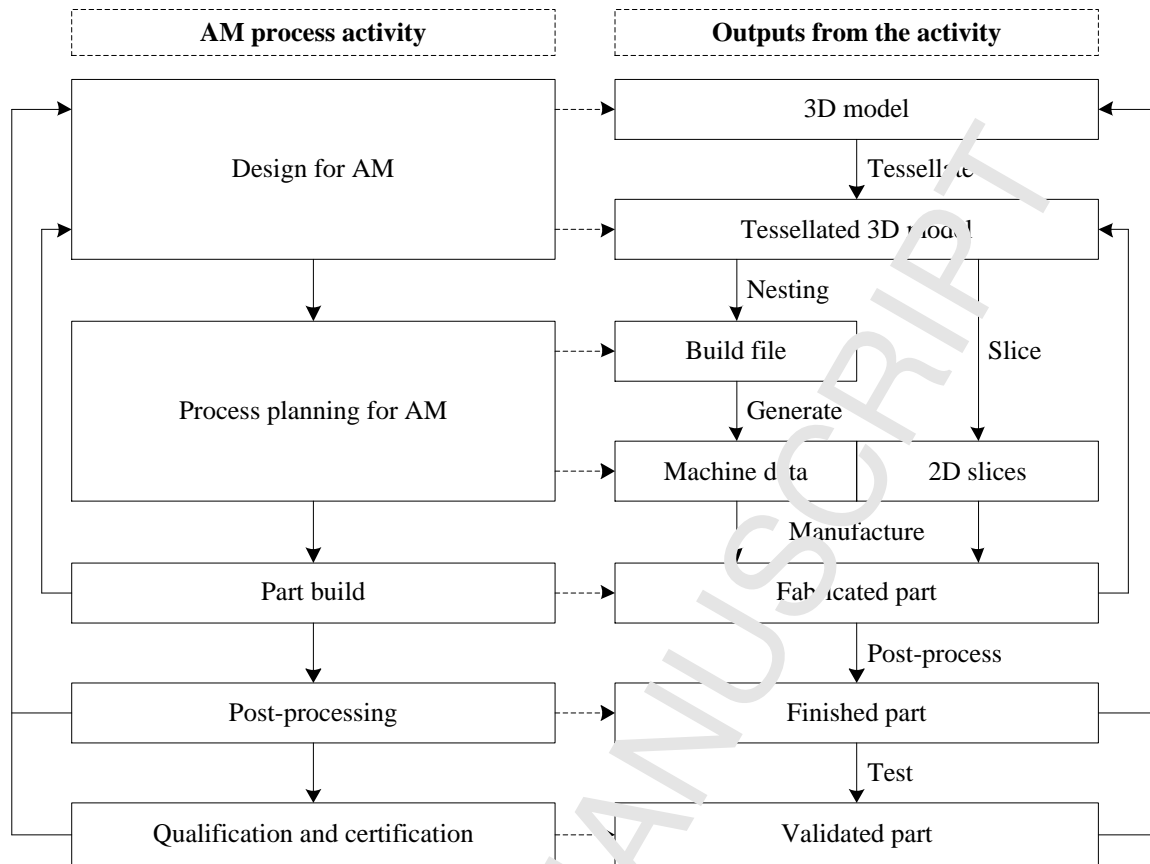 AM process activity
Outputs from the activity
3D model
Tessellate
Design for AM
Tessellated 3D model
Nesting
Build file
Slice
Process planning for AM
Generate
Machine data
2D slices
Manufacture
Part build
Fabricated part
Post-process
Post-processing
Finished part
Test
Qualification and certification
Validated part
ANUSCRIPT